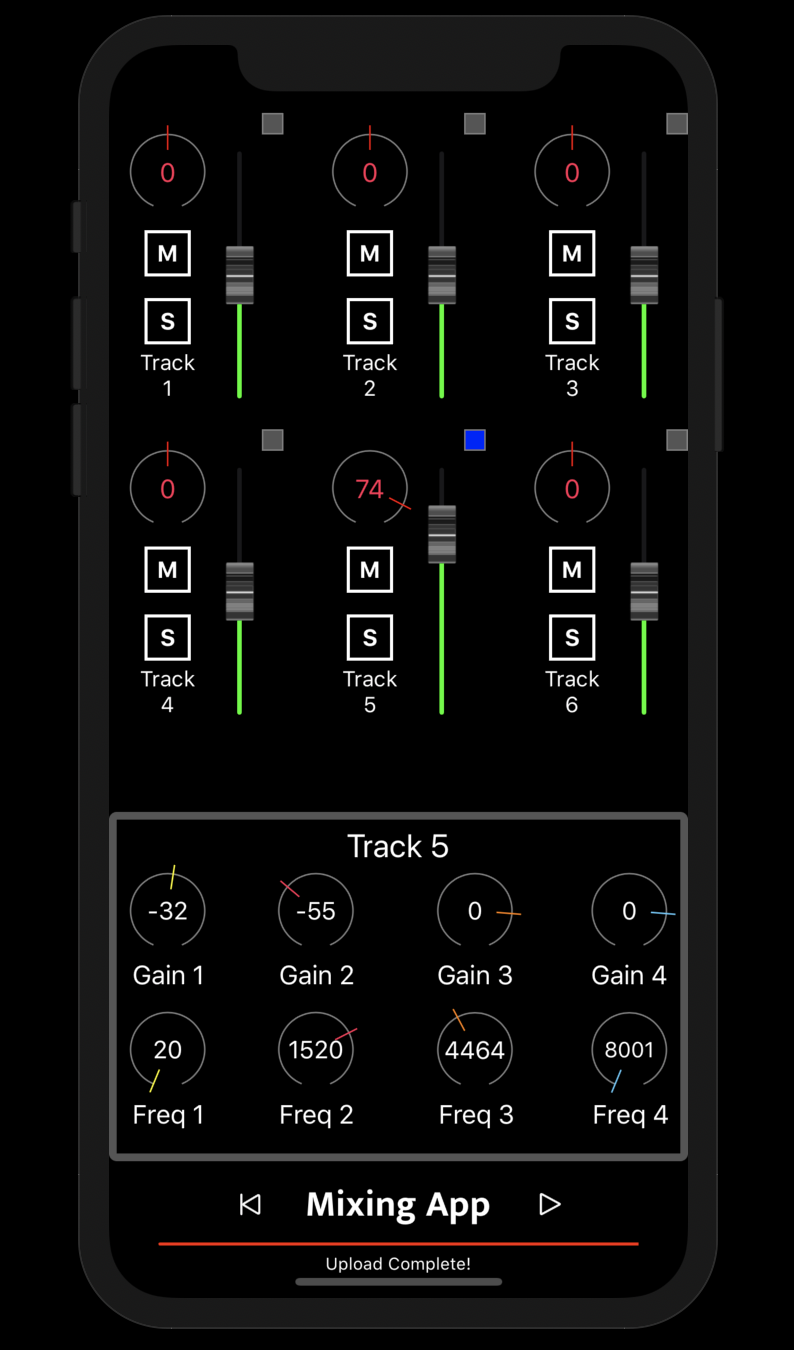 0 0 0
M M M
S S S
Track Track Track
1 2 3
0 74 0
M M M
S S S
Track Track Track
4 5 6
Track 5
-32 -55 0 0
Gain 1 Gain 2 Gain 3 Gain 4
20 1520 4464 8001
Freq 1 Freq 2 Freq 3 Freq 4
Mixing App
Upload Complete!